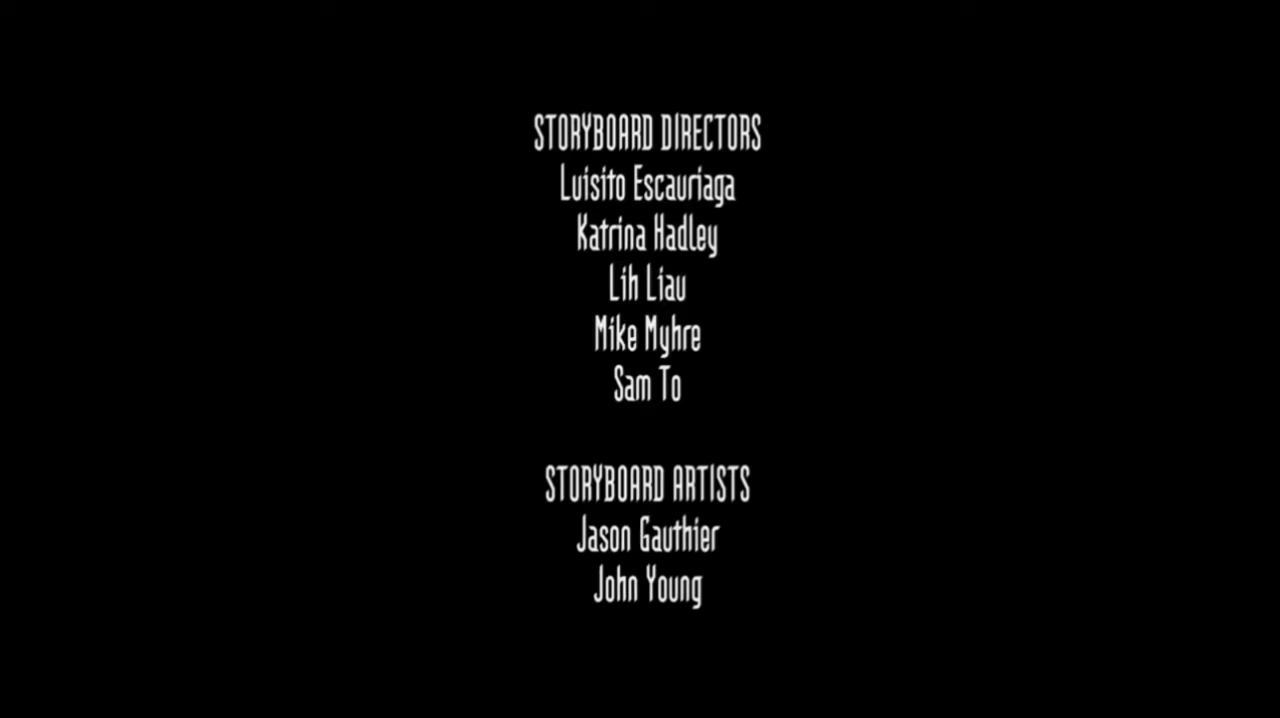 STORYBOARD DIRECTORS
Luisito Escauriaga
Katrina Hadley
Lih Liau
Mike Myhre
Sam To
STORYBOARD ARTISTS
Jason Gauthier
John Young